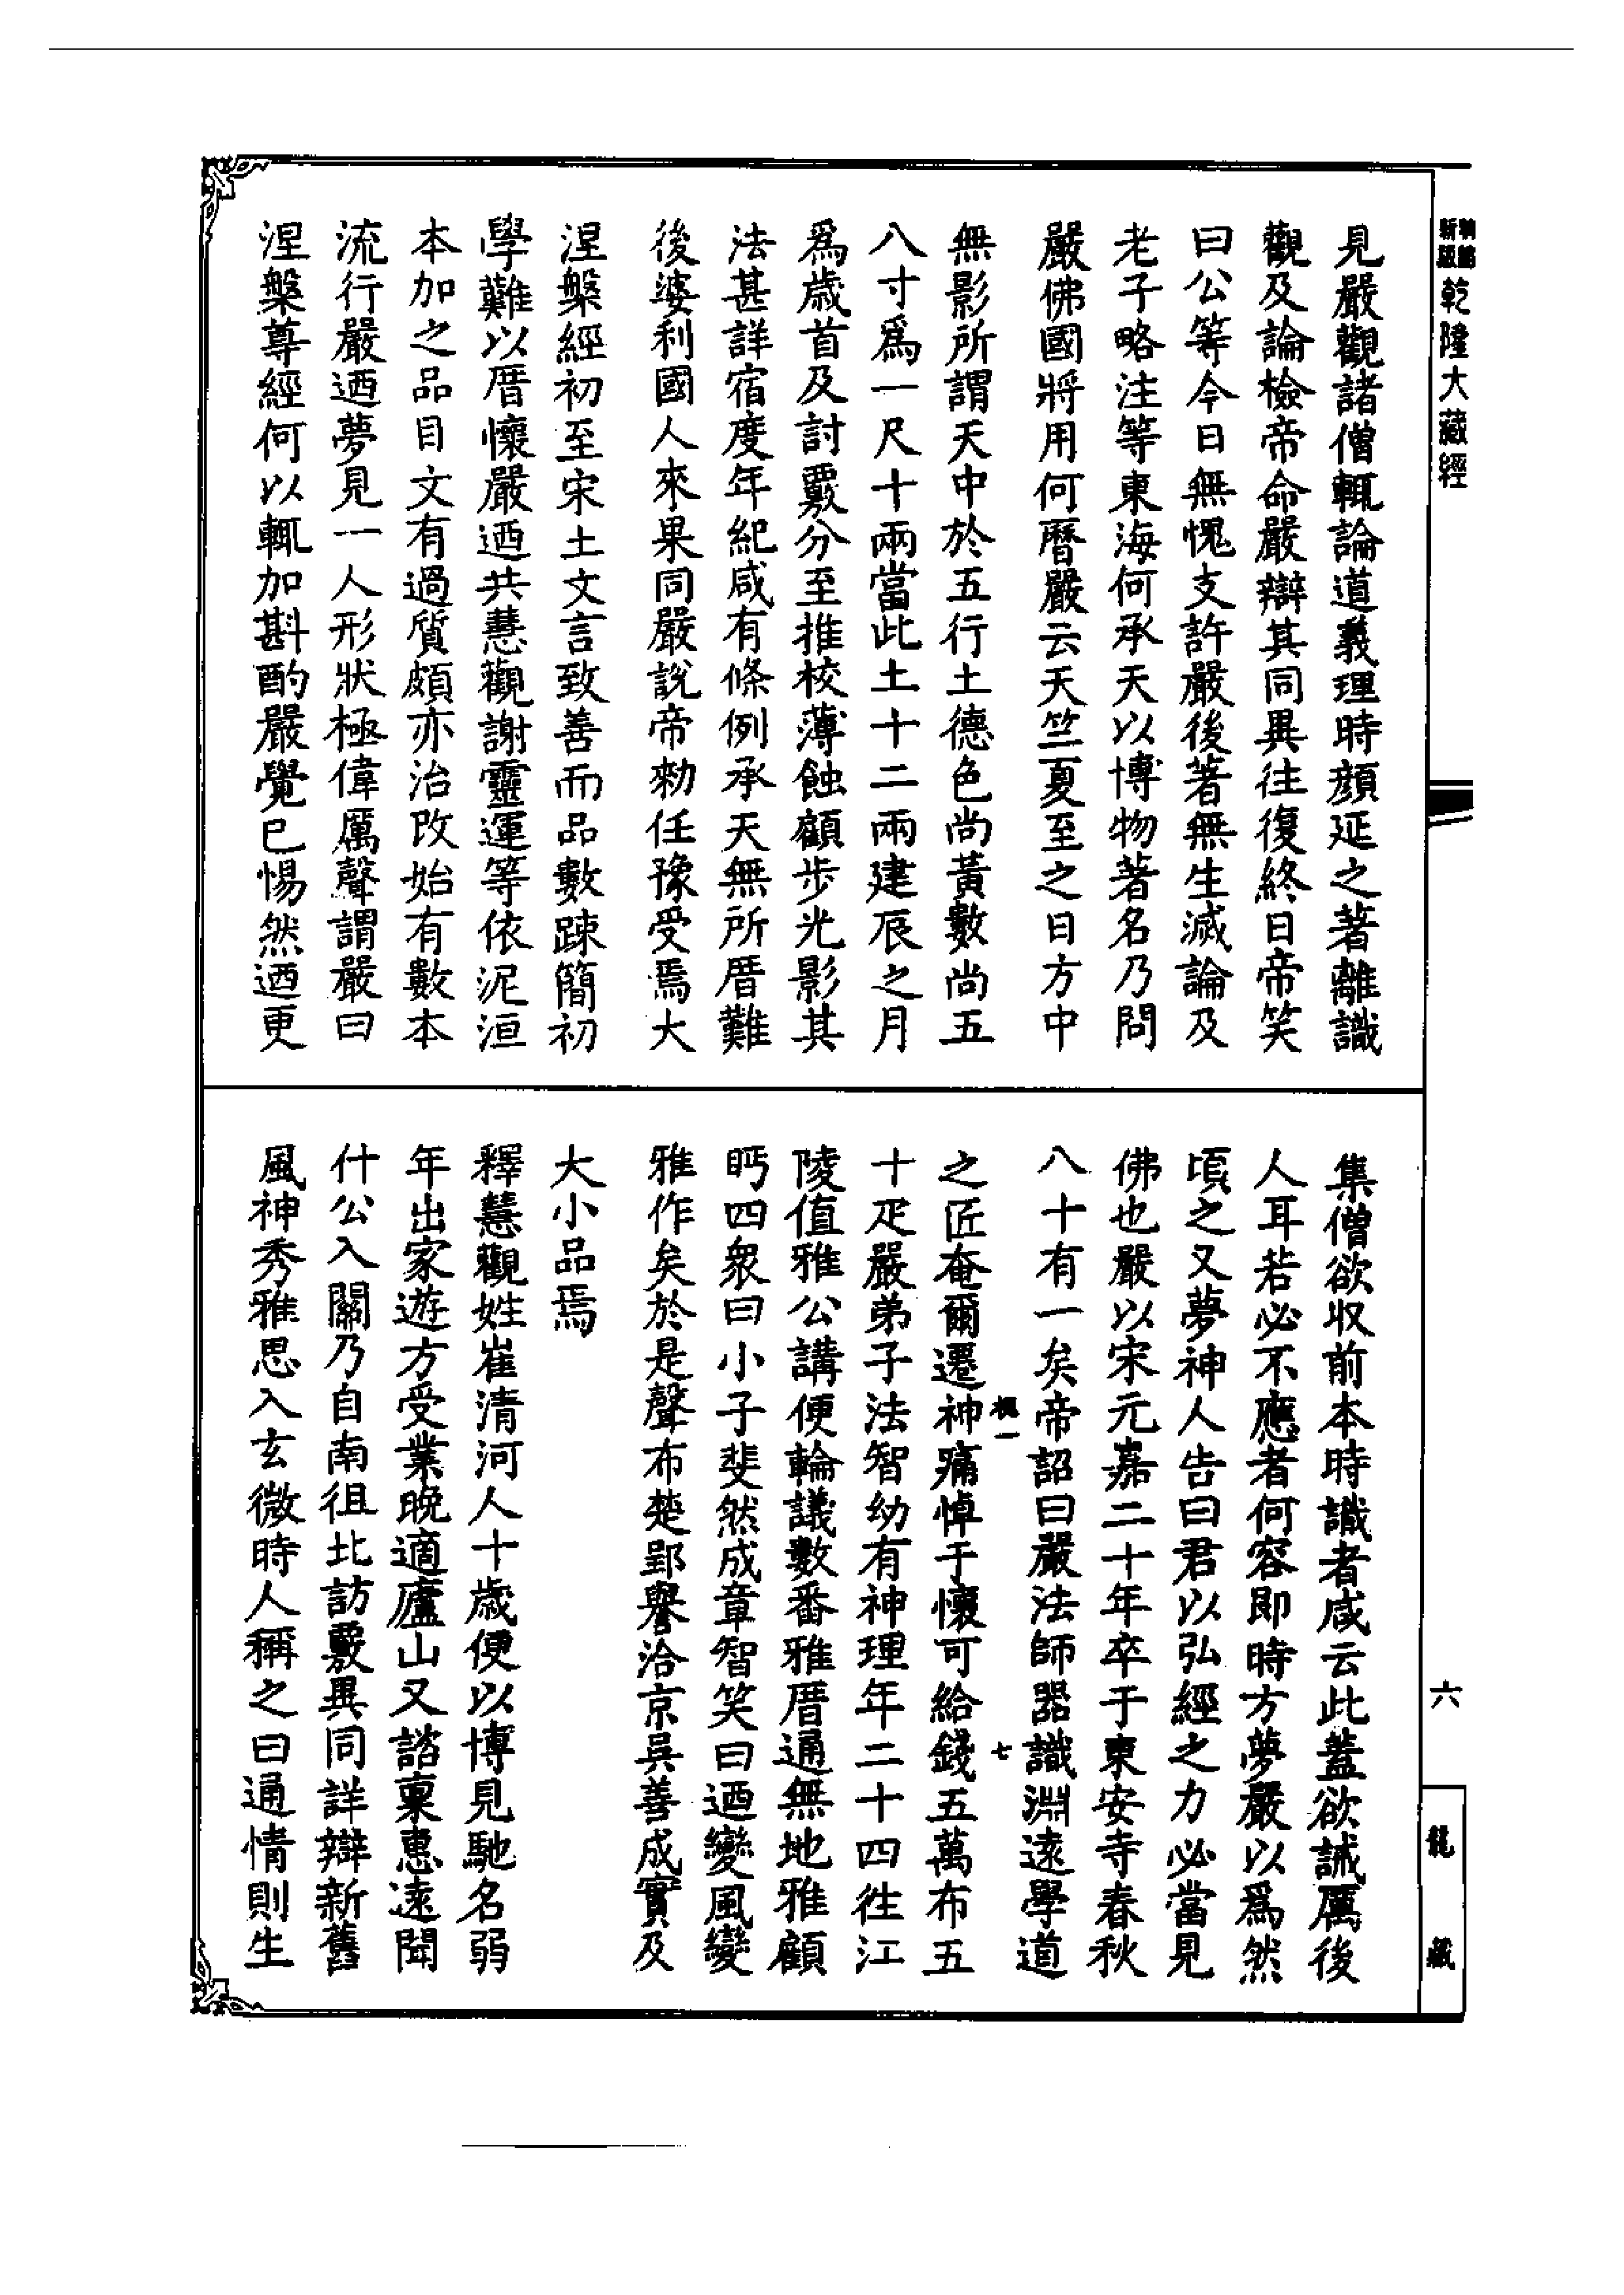 新編縮版
乾隆大藏經
見嚴觀諸僧輒論道義理時顔延之著離識
觀及論檢帝命嚴辯其同異往復終日帝笑
曰公等今日無愧支許嚴後著無生滅論及
老子略注等東海何承天以博物著名乃問
嚴佛國將用何曆嚴云天竺夏至之日方中
無影所謂天中於五行土德色尚黃數尚五
八寸爲一尺十兩當此土十二兩建辰之月
爲歳首及討覈分至推校薄蝕顧步光影其
法甚詳宿度年紀咸有條例承天無所厝難
後婆利國人來果同嚴說帝勑任豫受焉大
涅槃經初至宋土文言致善而品數踈簡初
學難以厝懷嚴迺共慧觀謝靈運等依泥洹
本加之品目文有過質頗亦治改始有數本
流行嚴迺夢見一人形狀極偉厲聲謂嚴曰
涅槃尊經何以輒加斟酌嚴覺已惕然迺更
集僧欲収前本時識者咸云此蓋欲誡厲後
人耳若必不應者何容即時方夢嚴以爲然
頃之又夢神人告曰君以弘經之力必當見
佛也嚴以宋元嘉二十年卒于東安寺春秋
八十有一矣帝詔曰嚴法師器識淵遠學道
之匠奄爾遷神痛悼于懷可給錢五萬布五
十疋嚴弟子法智幼有神理年二十四往江
陵值雅公講便輪議數番雅厝通無地雅顧
眄四衆曰小子斐然成章智笑曰迺變風變
雅作矣於是聲布楚郢譽洽京吳善成實及
大小品焉
釋慧觀姓崔清河人十歳便以博見馳名弱
年出家遊方受業晚適廬山又諮稟惠遠聞
什公入關乃自南徂北訪覈異同詳辯新舊
風神秀雅思入玄微時人稱之曰通情則生
七
六
龍藏